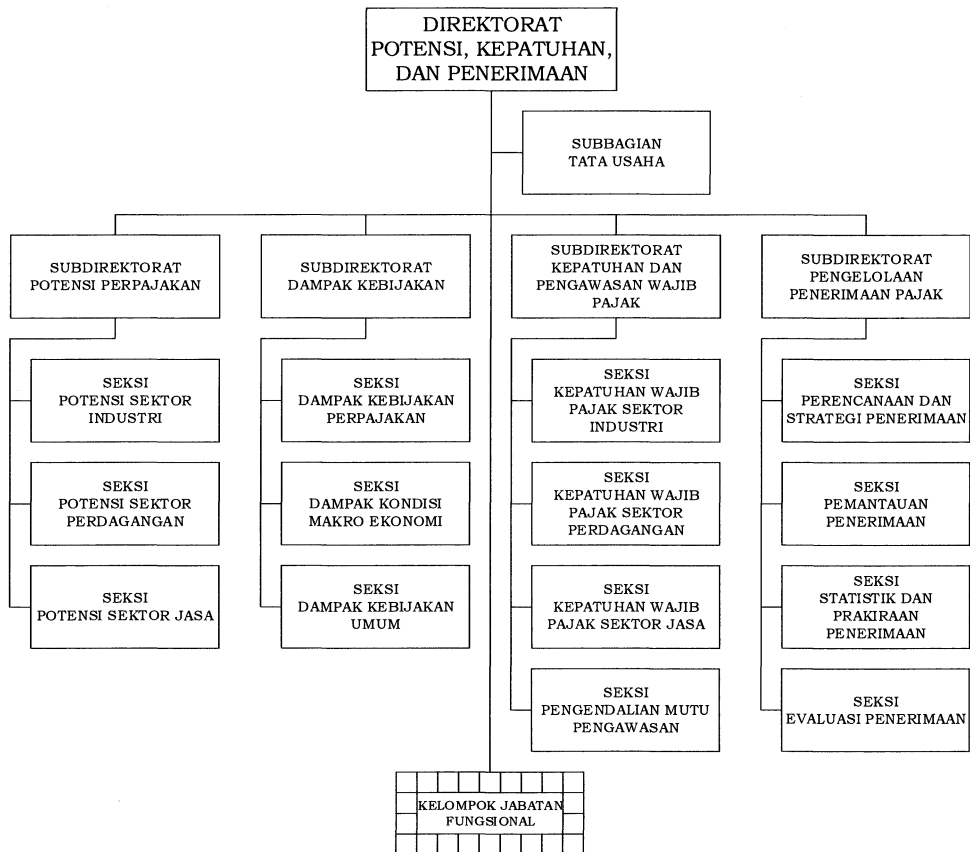 DIREKTORAT
POTENSI, KEPATUHAN,
DAN PENERIMAAN
SUBBAGIAN
TATA USAHA
SUBDIREKTORAT
POTENSI PERPAJAKAN
SUBDIREKTORAT
DAMPAK KEBIJAKAN
SUBDIREKTORAT
KEPATUHAN DAN
PENGAWASAN WAJIB
PAJAK
SUBDIREKTORAT
PENGELOLAAN
PENERIMAAN PAJAK
SEKSI
POTENSI SEKTOR
INDUSTRI
SEKSI
DAMPAK KEBIJAKAN
PERPAJAKAN
SEKSI
KEPATUHAN WAJIB
PAJAK SEKTOR
INDUSTRI
SEKSI
PERENCANAAN DAN
STRATEGI PENERIMAAN
SEKSI
POTENSI SEKTOR
PERDAGANGAN
SEKSI
DAMPAK KONDISI
MAKRO EKONOMI
SEKSI
KEPATUHAN WAJIB
PAJAK SEKTOR
PERDAGANGAN
SEKSI
PEMANTAUAN
PENERIMAAN
SEKSI
POTENSI SEKTOR JASA
SEKSI
DAMPAK KEBIJAKAN
UMUM
SEKSI
KEPATUHAN WAJIB
PAJAK SEKTOR JASA
SEKSI
STATISTIK DAN
PRAKIRAAN
PENERIMAAN
SEKSI
PENGENDALIAN MUTU
PENGAWASAN
SEKSI
EVALUASI PENERIMAAN
KELOMPOK JABATAN
FUNGSIONAL